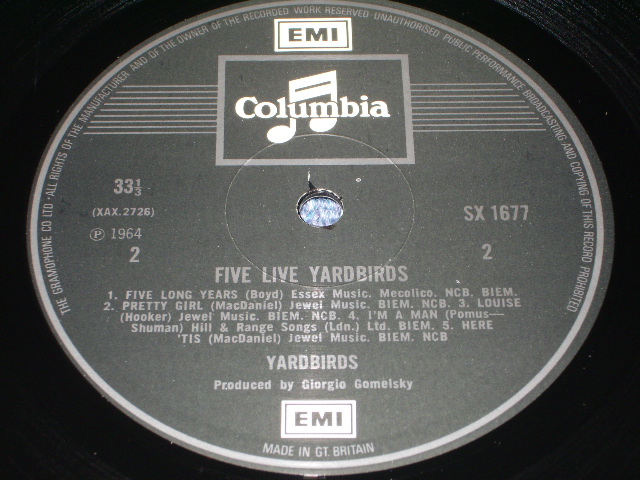 THE GRAMOPHONE CO LTD · ALL RIGHTS OF THE MANUFACTURER AND OF THE OWNER OF THE RECORDED WORK RESERVED UNAUTHORISED PUBLIC PERFORMANCE BROADCASTING AND COPYING OF THIS RECORD PROHIBITED
EMI
Columbia
33⅓
(XAX.2726)
℗ 1964
2
SX 1677
2
FIVE LIVE YARDBIRDS
1. FIVE LONG YEARS (Boyd) Essex Music. Mecolico. NCB. BIEM.
2. PRETTY GIRL (MacDaniel) Jewel Music. BIEM. NCB. 3. LOUISE
(Hooker) Jewel Music. BIEM. NCB. 4. I'M A MAN (Pomus—
Shuman) Hill & Range Songs (Ldn.) Ltd. BIEM. 5. HERE
'TIS (MacDaniel) Jewel Music. BIEM. NCB
YARDBIRDS
Produced by Giorgio Gomelsky
EMI
MADE IN GT. BRITAIN